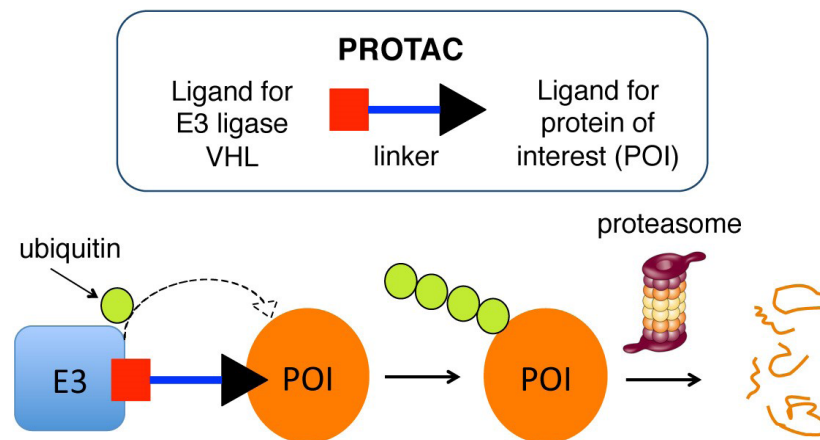 PROTAC
Ligand for
E3 ligase
VHL
linker
Ligand for
protein of
interest (POI)
ubiquitin
proteasome
E3
POI
POI